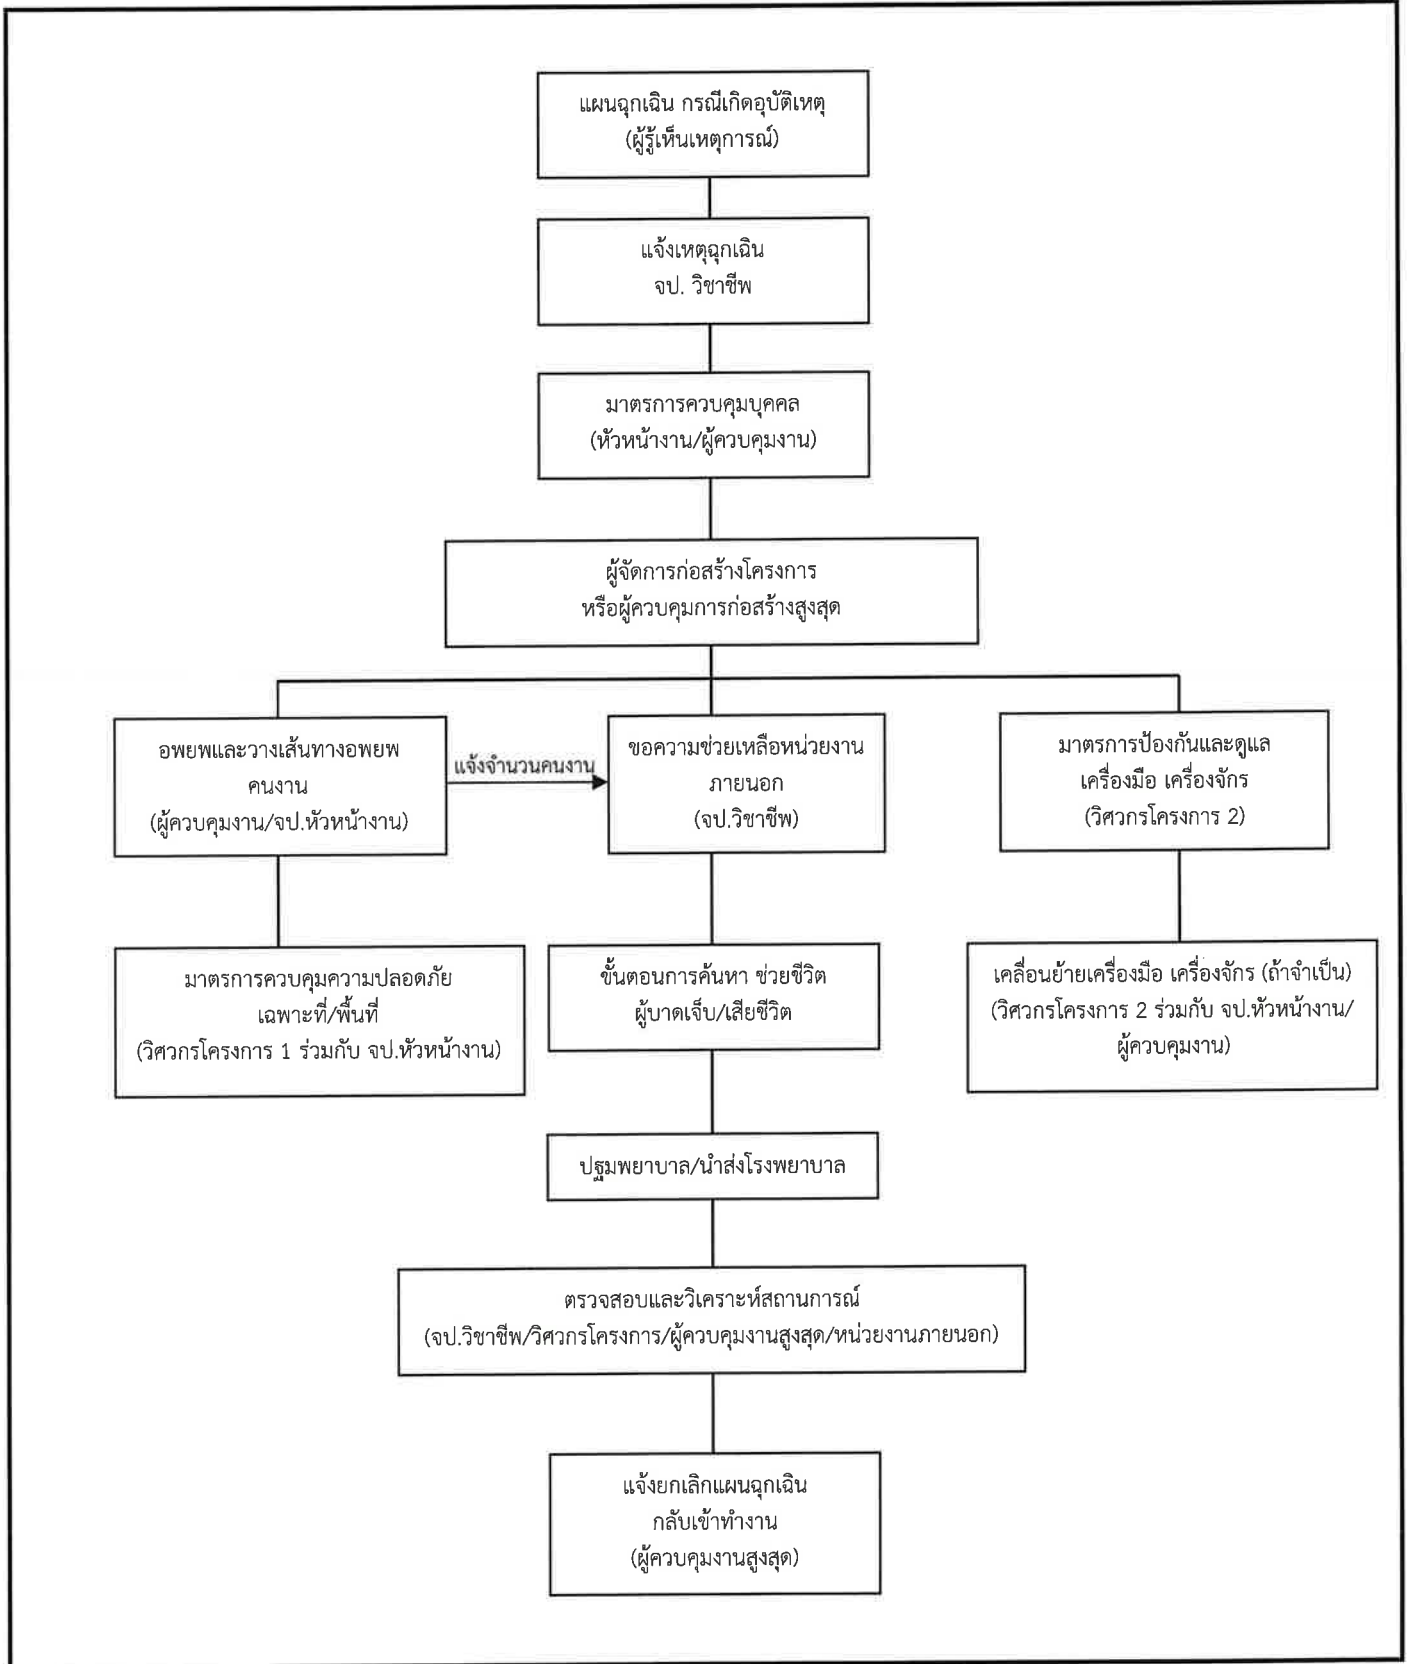 แผนฉุกเฉิน กรณีเกิดอุบัติเหตุ
(ผู้รู้เห็นเหตุการณ์)
แจ้งเหตุฉุกเฉิน
จป. วิชาชีพ
มาตรการควบคุมบุคคล
(หัวหน้างาน/ผู้ควบคุมงาน)
ผู้จัดการก่อสร้างโครงการ
หรือผู้ควบคุมการก่อสร้างสูงสุด
อพยพและวางเส้นทางอพยพ
คนงาน
(ผู้ควบคุมงาน/จป.หัวหน้างาน)
แจ้งจำนวนคนงาน
ขอความช่วยเหลือหน่วยงาน
ภายนอก
(จป.วิชาชีพ)
มาตรการป้องกันและดูแล
เครื่องมือ เครื่องจักร
(วิศวกรโครงการ 2)
มาตรการควบคุมความปลอดภัย
เฉพาะที่/พื้นที่
(วิศวกรโครงการ 1 ร่วมกับ จป.หัวหน้างาน)
ขั้นตอนการค้นหา ช่วยชีวิต
ผู้บาดเจ็บ/เสียชีวิต
เคลื่อนย้ายเครื่องมือ เครื่องจักร (ถ้าจำเป็น)
(วิศวกรโครงการ 2 ร่วมกับ จป.หัวหน้างาน/
ผู้ควบคุมงาน)
ปฐมพยาบาล/นำส่งโรงพยาบาล
ตรวจสอบและวิเคราะห์สถานการณ์
(จป.วิชาชีพ/วิศวกรโครงการ/ผู้ควบคุมงานสูงสุด/หน่วยงานภายนอก)
แจ้งยกเลิกแผนฉุกเฉิน
กลับเข้าทำงาน
(ผู้ควบคุมงานสูงสุด)